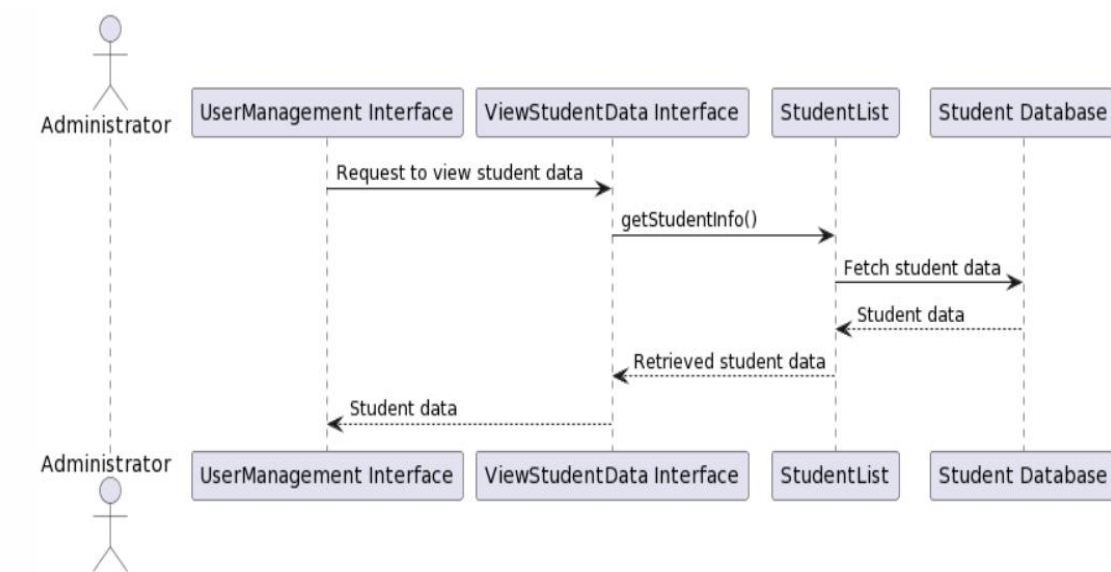 Administrator
UserManagement Interface
ViewStudentData Interface
StudentList
Student Database
Request to view student data
getStudentInfo()
Fetch student data
Student data
Retrieved student data
Student data
Administrator
UserManagement Interface
ViewStudentData Interface
StudentList
Student Database